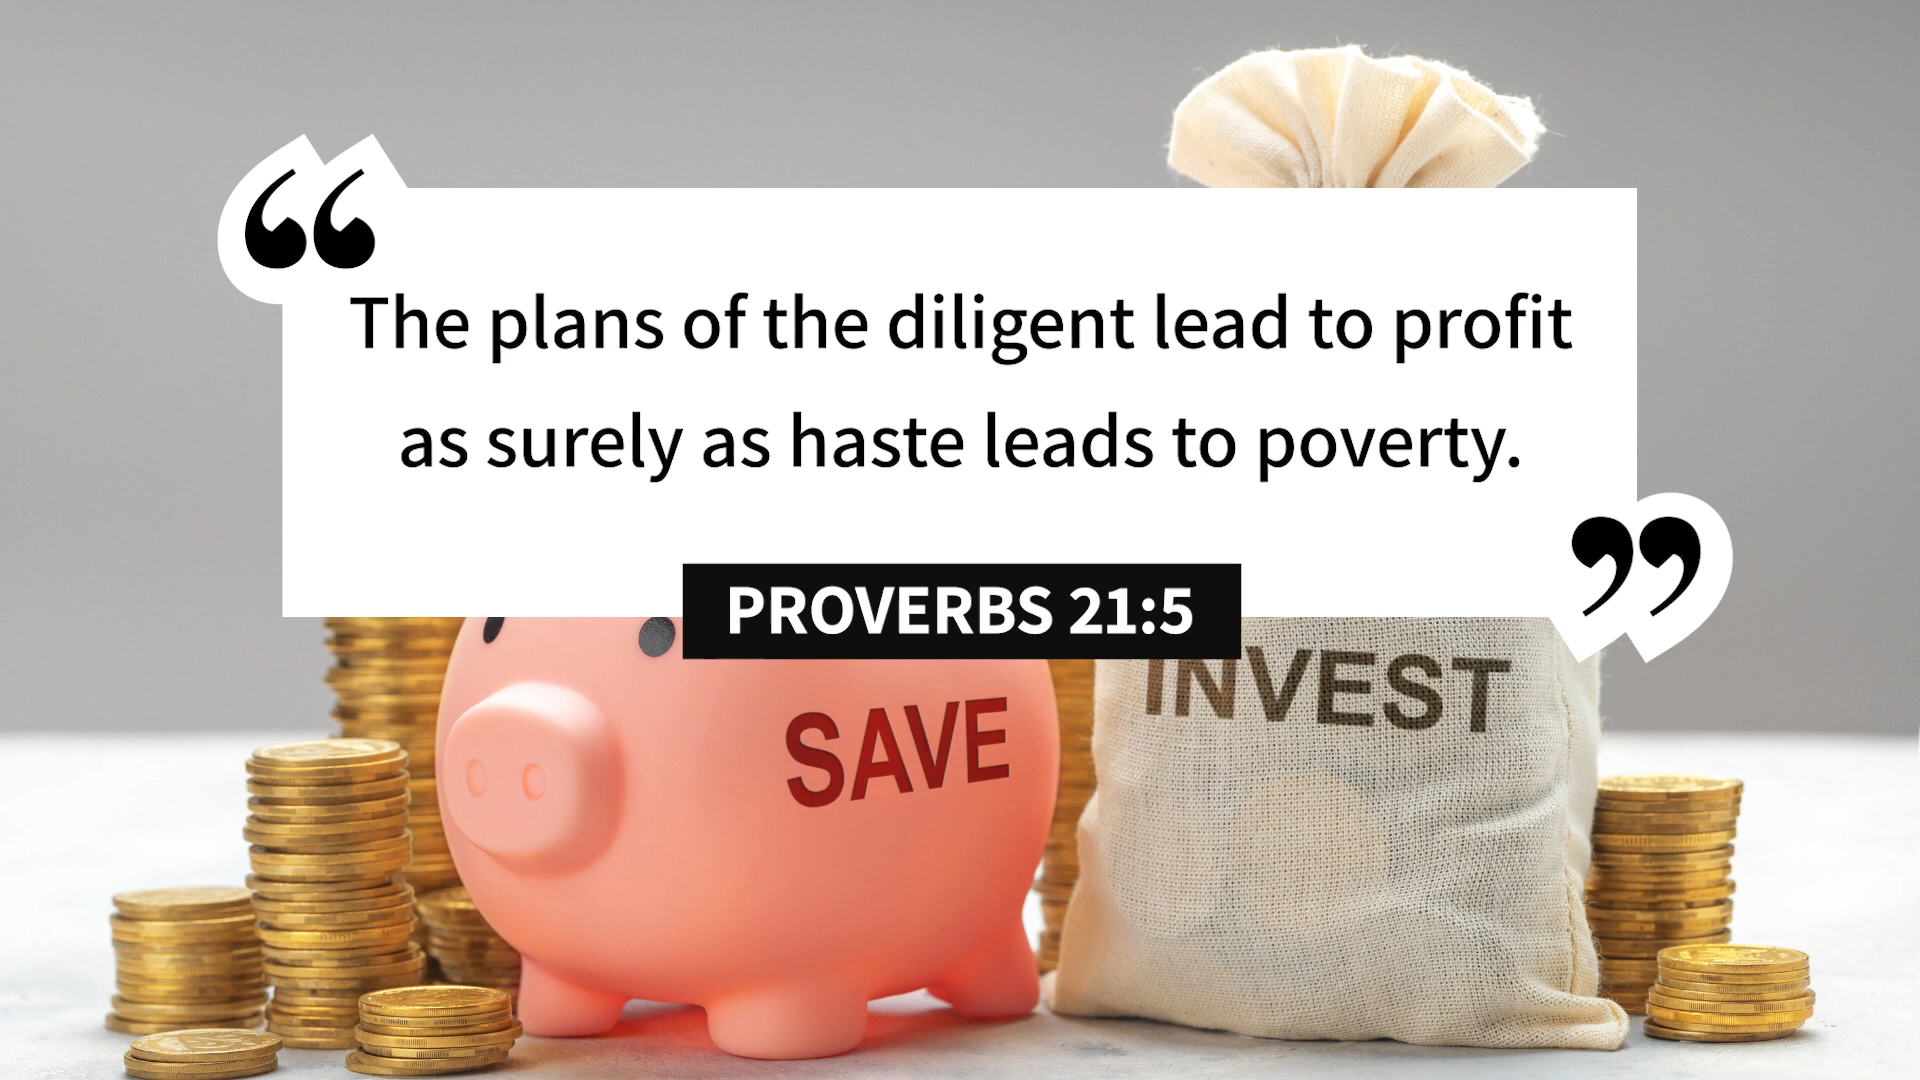 “
The plans of the diligent lead to profit
as surely as haste leads to poverty.
”
PROVERBS 21:5
SAVE
INVEST